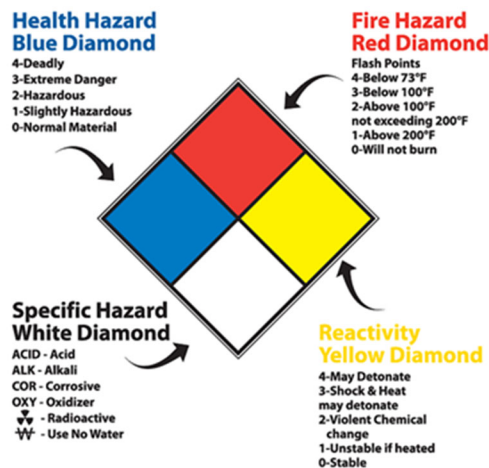 Health Hazard
Blue Diamond
4-Deadly
3-Extreme Danger
2-Hazardous
1-Slightly Hazardous
0-Normal Material
Fire Hazard
Red Diamond
Flash Points
4-Below 73°F
3-Below 100°F
2-Above 100°F
not exceeding 200°F
1-Above 200°F
0-Will not burn
Specific Hazard
White Diamond
ACID - Acid
ALK - Alkali
COR - Corrosive
OXY - Oxidizer
- Radioactive
W - Use No Water
Reactivity
Yellow Diamond
4-May Detonate
3-Shock & Heat
may detonate
2-Violent Chemical
change
1-Unstable if heated
0-Stable